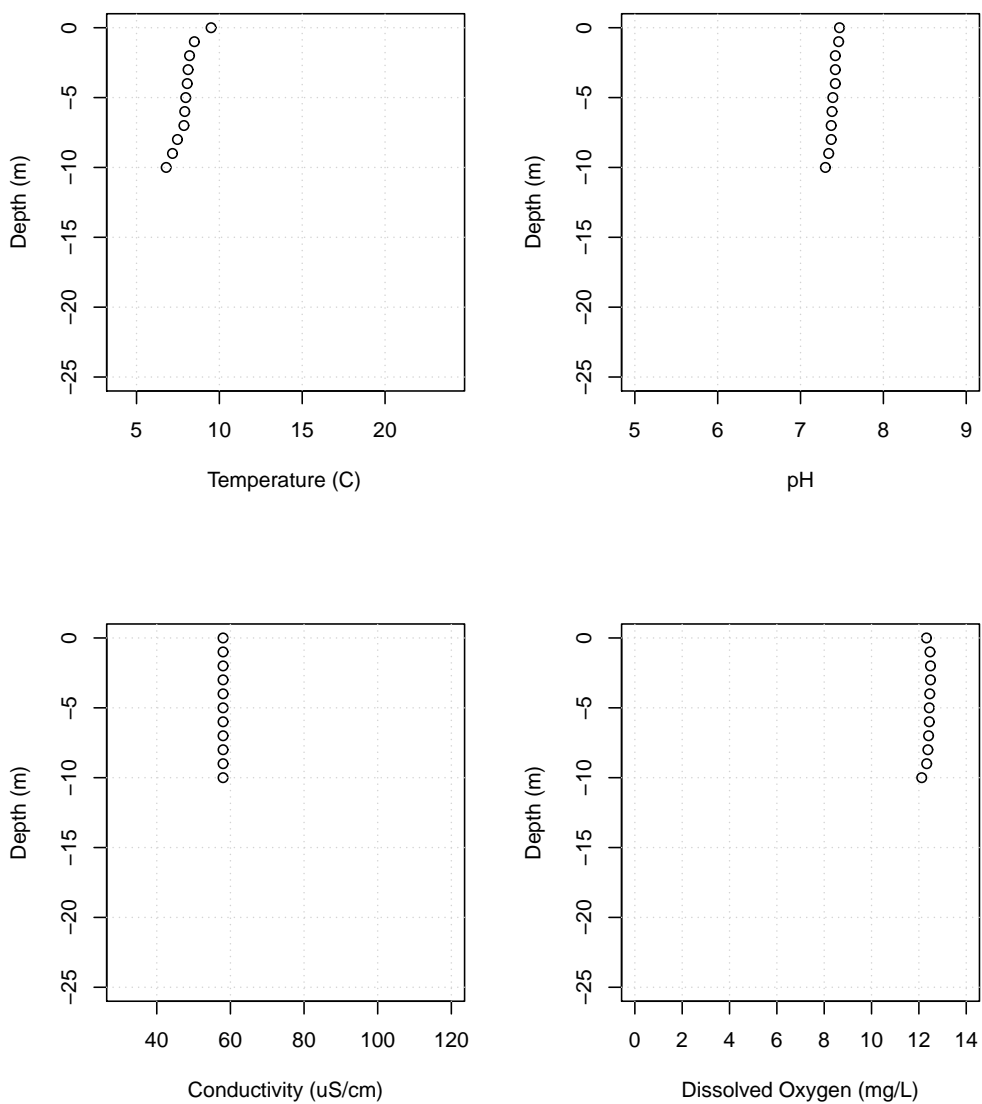 0
−5
−10
−15
−20
−25
Depth (m)
5 10 15 20
Temperature (C)
0
−5
−10
−15
−20
−25
Depth (m)
5 6 7 8 9
pH
0
−5
−10
−15
−20
−25
Depth (m)
40 60 80 100 120
Conductivity (uS/cm)
0
−5
−10
−15
−20
−25
Depth (m)
0 2 4 6 8 10 12 14
Dissolved Oxygen (mg/L)